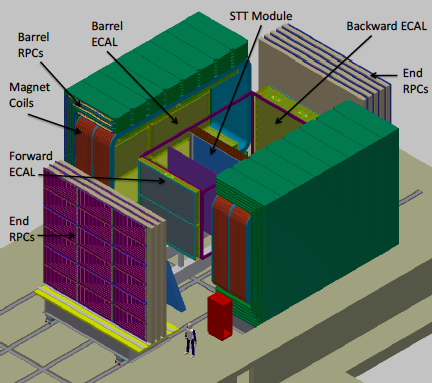 Barrel
RPCs
Barrel
ECAL
STT Module
Backward ECAL
Magnet
Coils
End
RPCs
Forward
ECAL
End
RPCs